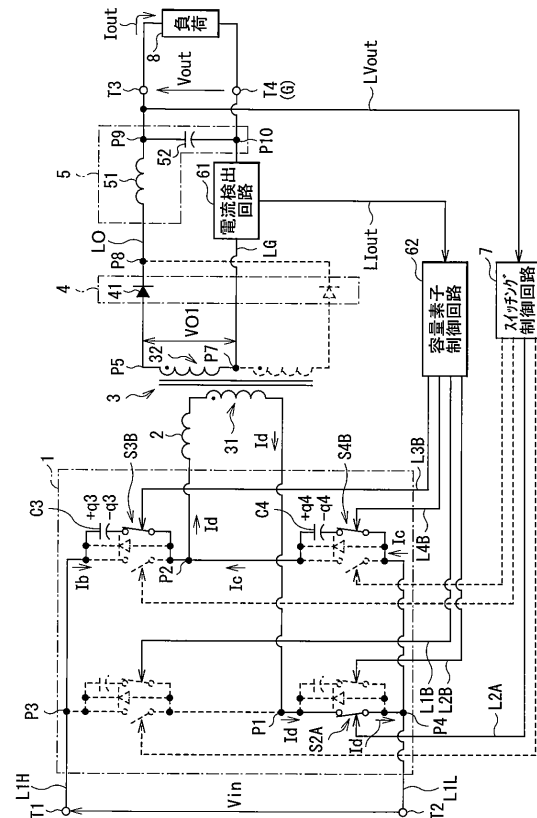 Iout
負荷
8
T3
Vout
T4
(G)
LVout
P9
P10
5
51
52
61
電流検出
回路
LO
LG
LIout
P8
4
41
62
容量素子
制御回路
7
スイッチング
制御回路
P5
VO1
32
P7
3
2
31
Id
1
S3B
S4B
L3B
L4B
C3
+q3
-q3
C4
+q4
-q4
Id
Ib
P2
Ic
Ic
P3
P1
Id
S2A
Id
P4
L1B
L2B
L2A
L1H
L1L
T1
Vin
T2